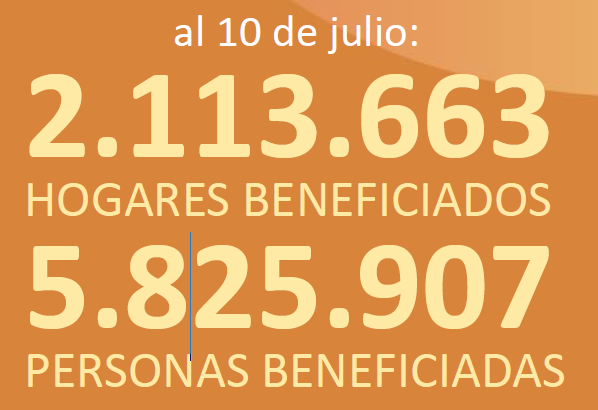 al 10 de julio:
2.113.663
HOGARES BENEFICIADOS
5.825.907
PERSONAS BENEFICIADAS